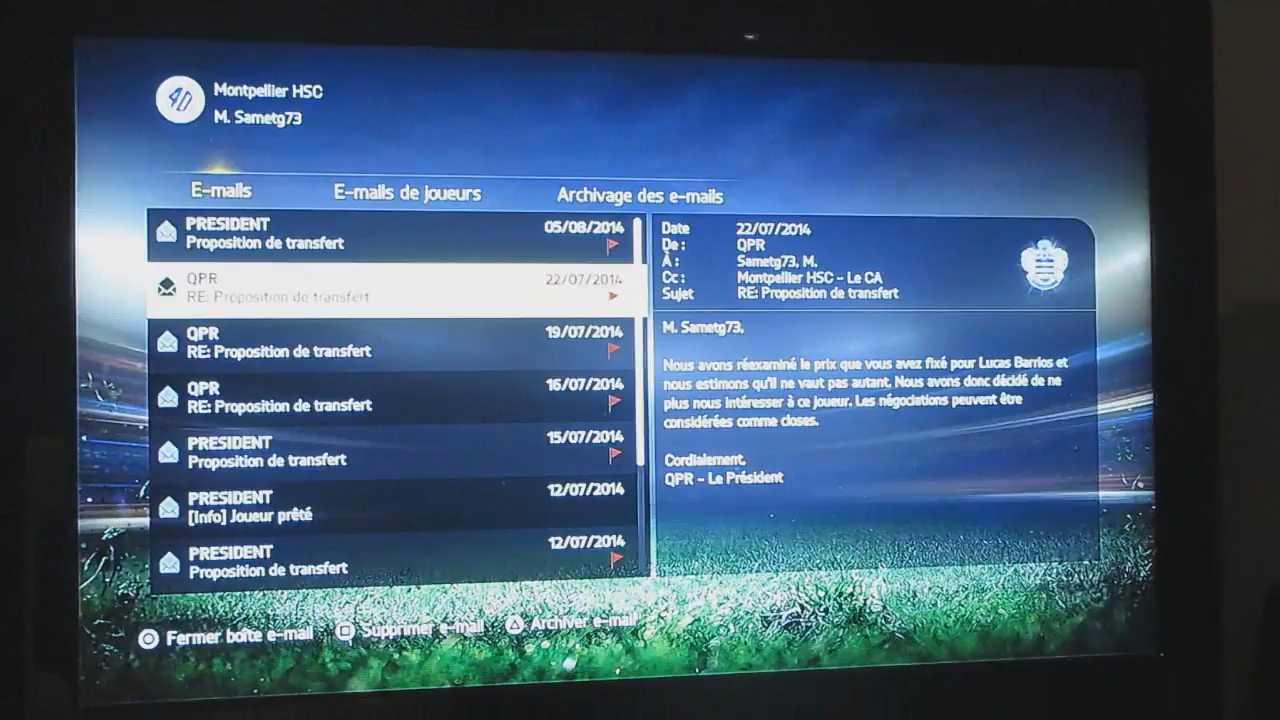 Montpellier HSC
M. Sametg73
E-mails
E-mails de joueurs
Archivage des e-mails
PRESIDENT
05/08/2014
Proposition de transfert
QPR
22/07/2014
RE: Proposition de transfert
QPR
19/07/2014
RE: Proposition de transfert
QPR
16/07/2014
RE: Proposition de transfert
PRESIDENT
15/07/2014
Proposition de transfert
PRESIDENT
12/07/2014
[Info] Joueur prêté
PRESIDENT
12/07/2014
Proposition de transfert
Date 22/07/2014
De : QPR
À : Sametg73, M.
Cc : Montpellier HSC - Le CA
Sujet RE: Proposition de transfert
M. Sametg73,
Nous avons réexaminé le prix que vous avez fixé pour Lucas Barrios et
nous estimons qu'il ne vaut pas autant. Nous avons donc décidé de ne
plus nous intéresser à ce joueur. Les négociations peuvent être
considérées comme closes.
Cordialement,
QPR - Le Président
Fermer boîte e-mail
Supprimer e-mail
Archiver e-mail